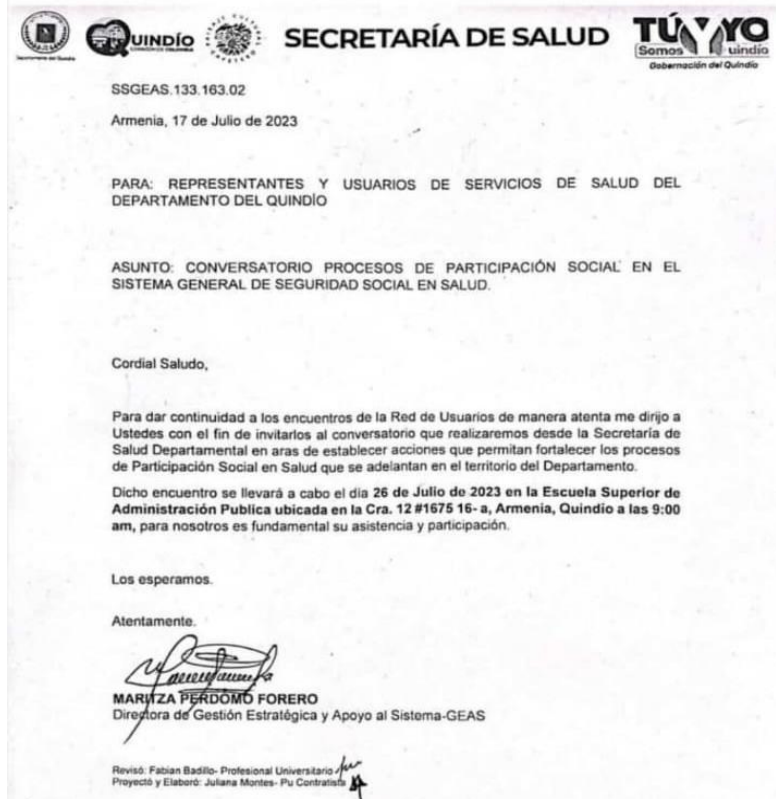 QUINDÍO
SECRETARÍA DE SALUD
TÚ Y YO
Somos Quindio
Gobernación del Quindío
SSGEAS.133.163.02
Armenia, 17 de Julio de 2023
PARA: REPRESENTANTES Y USUARIOS DE SERVICIOS DE SALUD DEL
DEPARTAMENTO DEL QUINDÍO
ASUNTO: CONVERSATORIO PROCESOS DE PARTICIPACIÓN SOCIAL EN EL
SISTEMA GENERAL DE SEGURIDAD SOCIAL EN SALUD.
Cordial Saludo,
Para dar continuidad a los encuentros de la Red de Usuarios de manera atenta me dirijo a
Ustedes con el fin de invitarlos al conversatorio que realizaremos desde la Secretaría de
Salud Departamental en aras de establecer acciones que permitan fortalecer los procesos
de Participación Social en Salud que se adelantan en el territorio del Departamento.
Dicho encuentro se llevará a cabo el día 26 de Julio de 2023 en la Escuela Superior de
Administración Publica ubicada en la Cra. 12 #1675 16- a, Armenia, Quindio a las 9:00
am, para nosotros es fundamental su asistencia y participación.
Los esperamos.
Atentamente.
MARITZA PERDOMO FORERO
Directora de Gestión Estratégica y Apoyo al Sistema-GEAS
Revisó: Fabian Badillo- Profesional Universitario
Proyectó y Elaboró: Juliana Montes- Pu Contratista